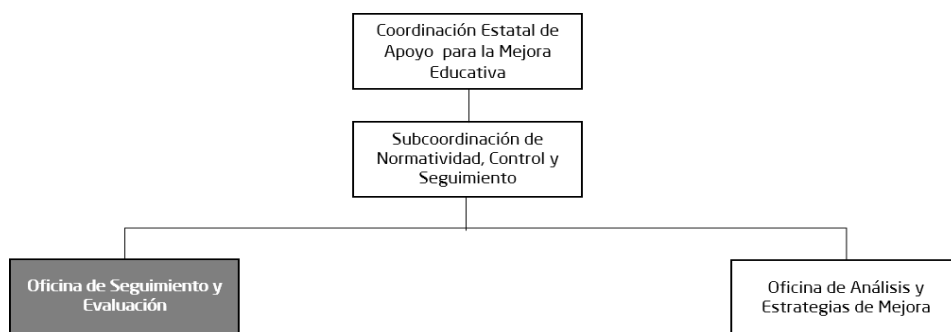 Coordinación Estatal de
Apoyo para la Mejora
Educativa
Subcoordinación de
Normatividad, Control y
Seguimiento
Oficina de Seguimiento y
Evaluación
Oficina de Análisis y
Estrategias de Mejora